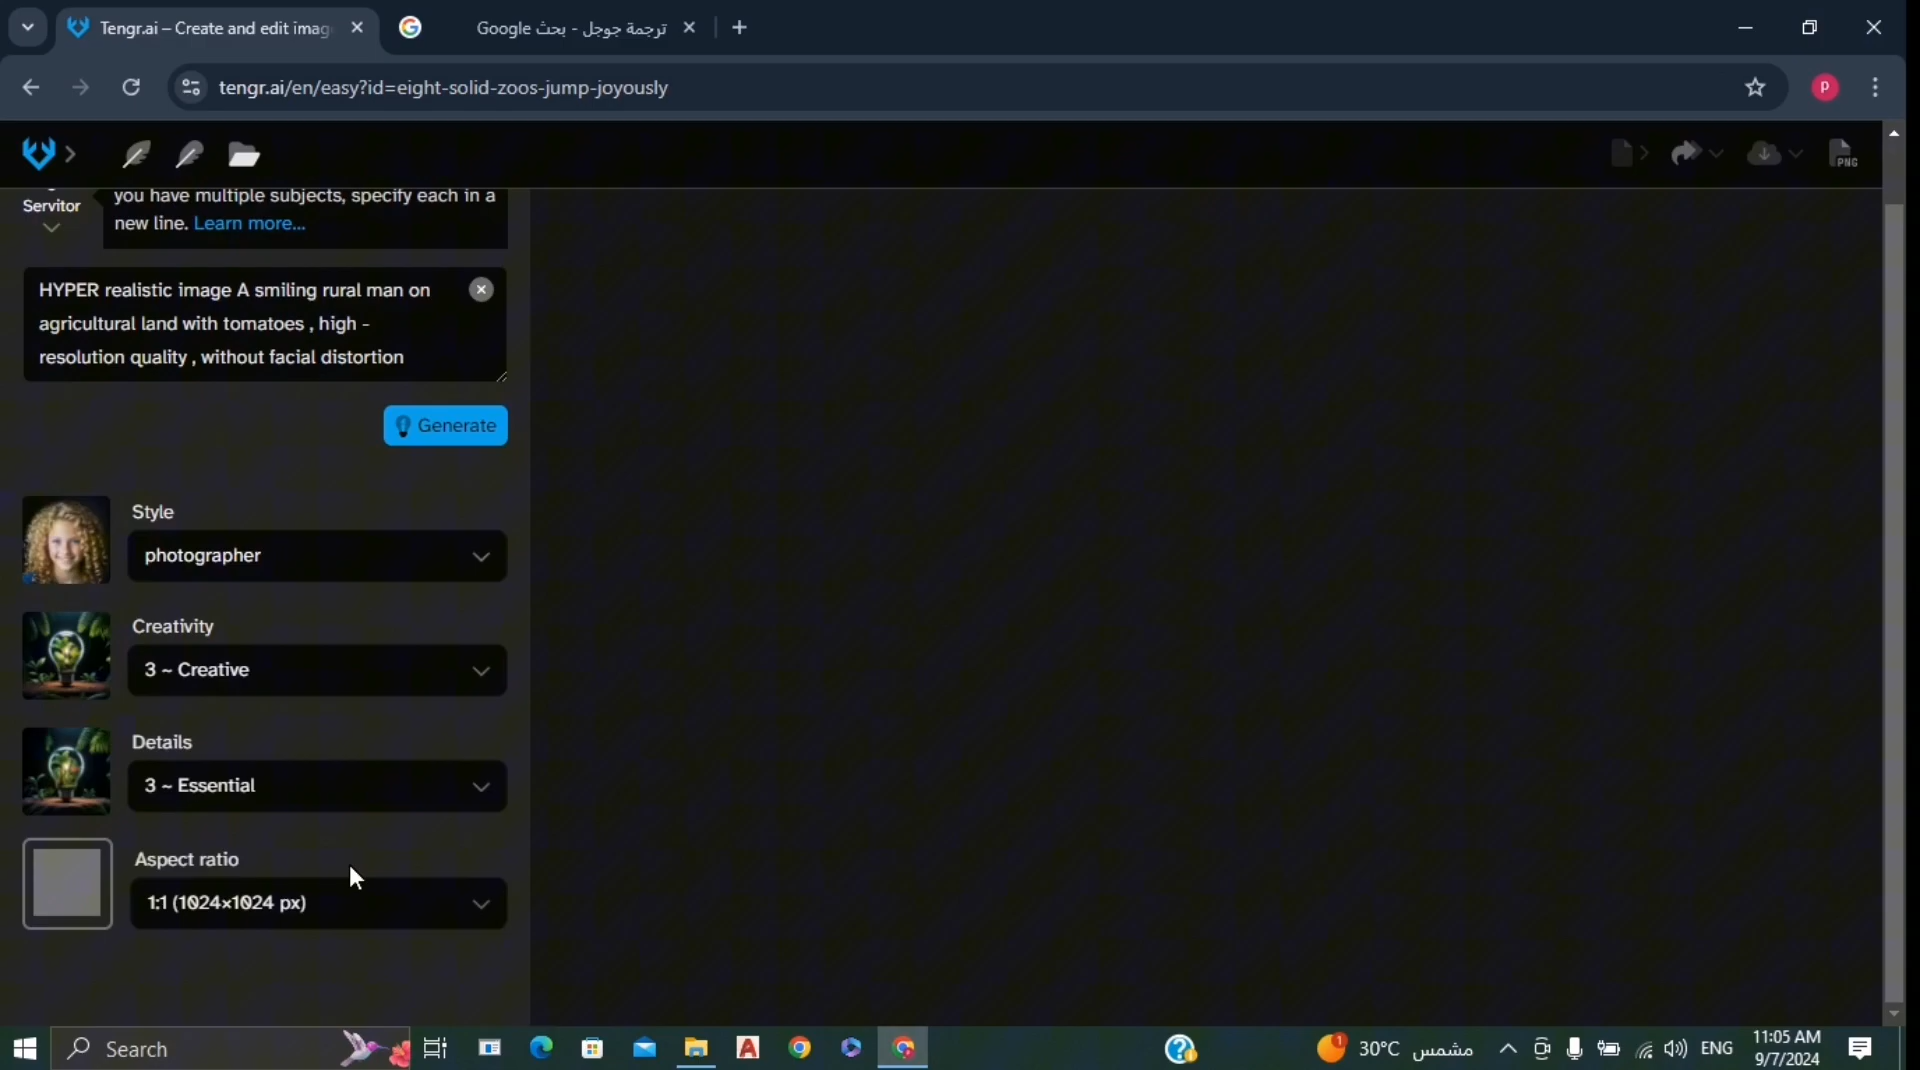 Tengr.ai – Create and edit imag
ترجمة جوجل - بحث Google
tengr.ai/en/easy?id=eight-solid-zoos-jump-joyously
P
PNG
Servitor
you have multiple subjects, specify each in a
new line. Learn more...
HYPER realistic image A smiling rural man on
agricultural land with tomatoes , high -
resolution quality , without facial distortion
Generate
Style
photographer
Creativity
3 ~ Creative
Details
3 ~ Essential
Aspect ratio
1:1 (1024×1024 px)
Search
1
30°C مشمس
ENG
11:05 AM
9/7/2024